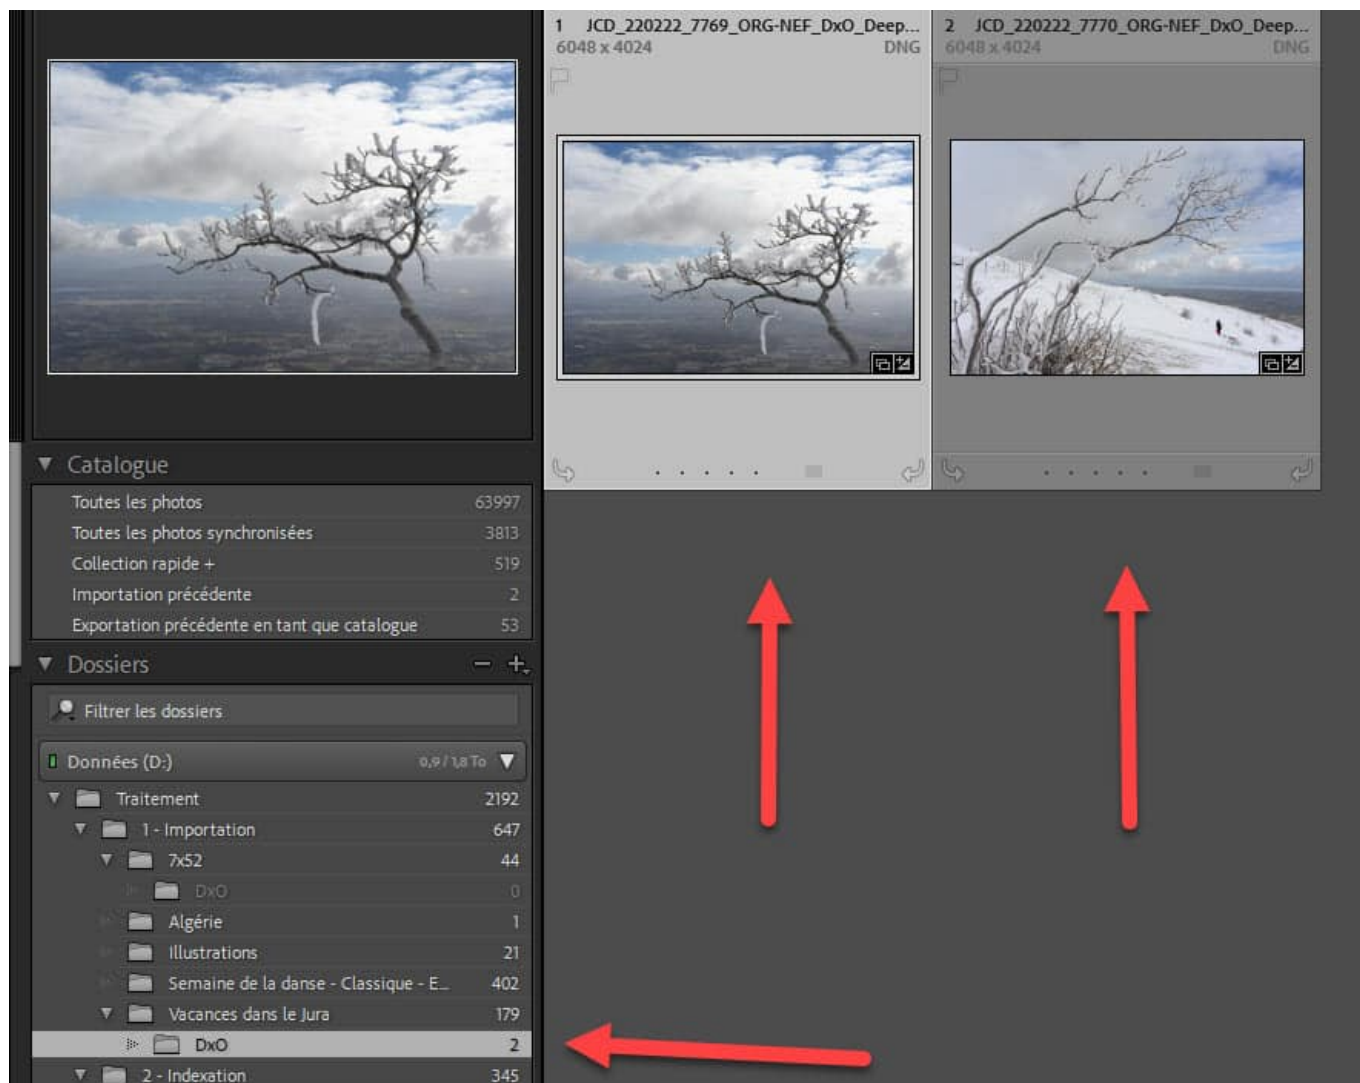 1 JCD_220222_7769_ORG-NEF_DxO_Deep...
6048 x 4024 DNG
2 JCD_220222_7770_ORG-NEF_DxO_Deep...
6048 x 4024 DNG
Catalogue
Toutes les photos 63997
Toutes les photos synchronisées 3813
Collection rapide + 519
Importation précédente 2
Exportation précédente en tant que catalogue 53
Dossiers
Filtrer les dossiers
Données (D:) 0,9 / 1,8 To
Traitement 2192
1 - Importation 647
7x52 44
DxO 0
Algérie 1
Illustrations 21
Semaine de la danse - Classique - E... 402
Vacances dans le Jura 179
DxO 2
2 - Indexation 345